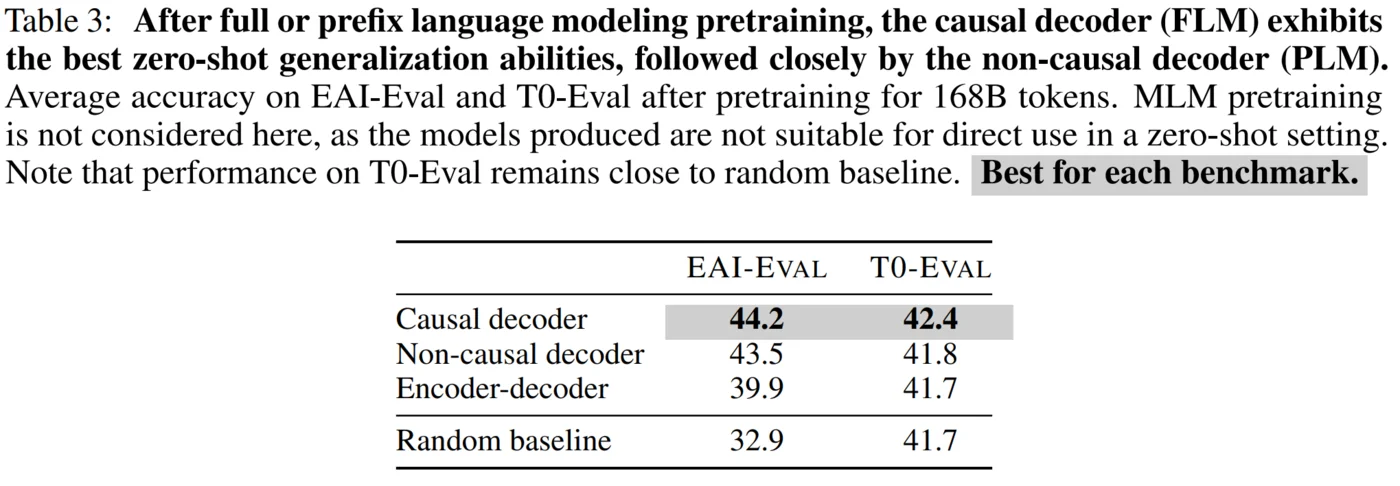 Table 3: After full or prefix language modeling pretraining, the causal decoder (FLM) exhibits
the best zero-shot generalization abilities, followed closely by the non-causal decoder (PLM).
Average accuracy on EAI-Eval and T0-Eval after pretraining for 168B tokens. MLM pretraining
is not considered here, as the models produced are not suitable for direct use in a zero-shot setting.
Note that performance on T0-Eval remains close to random baseline. Best for each benchmark.
EAI-EVAL T0-EVAL
Causal decoder 44.2 42.4
Non-causal decoder 43.5 41.8
Encoder-decoder 39.9 41.7
Random baseline 32.9 41.7